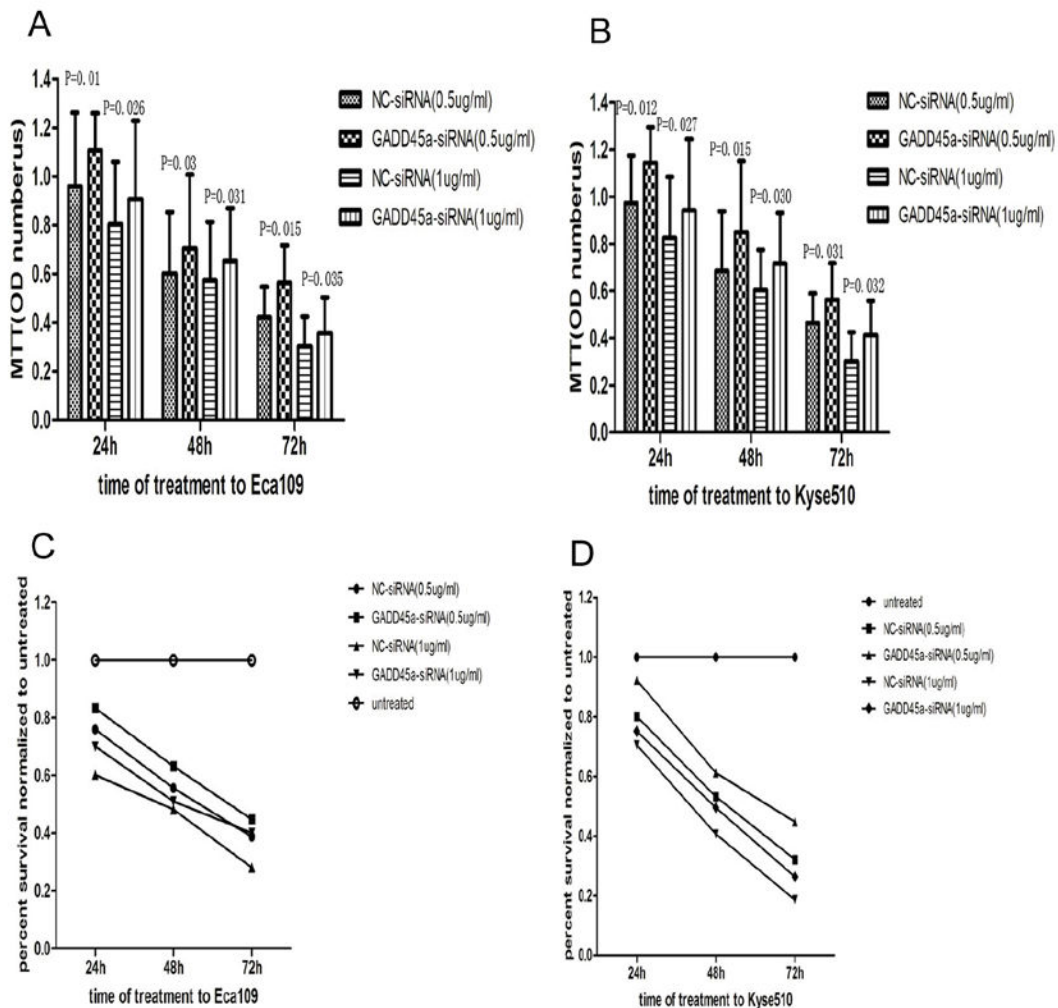 A
MTT(OD numberus)
1.4
1.2
1.0
0.8
0.6
0.4
0.2
0.0
P=0.01
P=0.026
P=0.03
P=0.031
P=0.015
P=0.035
24h
48h
72h
time of treatment to Eca109
NC-siRNA(0.5ug/ml)
GADD45a-siRNA(0.5ug/ml)
NC-siRNA(1ug/ml)
GADD45a-siRNA(1ug/ml)
B
MTT(OD numberus)
1.4
1.2
1.0
0.8
0.6
0.4
0.2
0.0
P=0.012
P=0.027
P=0.015
P=0.030
P=0.031
P=0.032
24h
48h
72h
time of treatment to Kyse510
NC-siRNA(0.5ug/ml)
GADD45a-siRNA(0.5ug/ml)
NC-siRNA(1ug/ml)
GADD45a-siRNA(1ug/ml)
C
percent survival normalized to untreated
1.2
1.0
0.8
0.6
0.4
0.2
0.0
24h
48h
72h
time of treatment to Eca109
NC-siRNA(0.5ug/ml)
GADD45a-siRNA(0.5ug/ml)
NC-siRNA(1ug/ml)
GADD45a-siRNA(1ug/ml)
untreated
D
percent survival normalized to untreated
1.2
1.0
0.8
0.6
0.4
0.2
0.0
24h
48h
72h
time of treatment to Kyse510
untreated
NC-siRNA(0.5ug/ml)
GADD45a-siRNA(0.5ug/ml)
NC-siRNA(1ug/ml)
GADD45a-siRNA(1ug/ml)